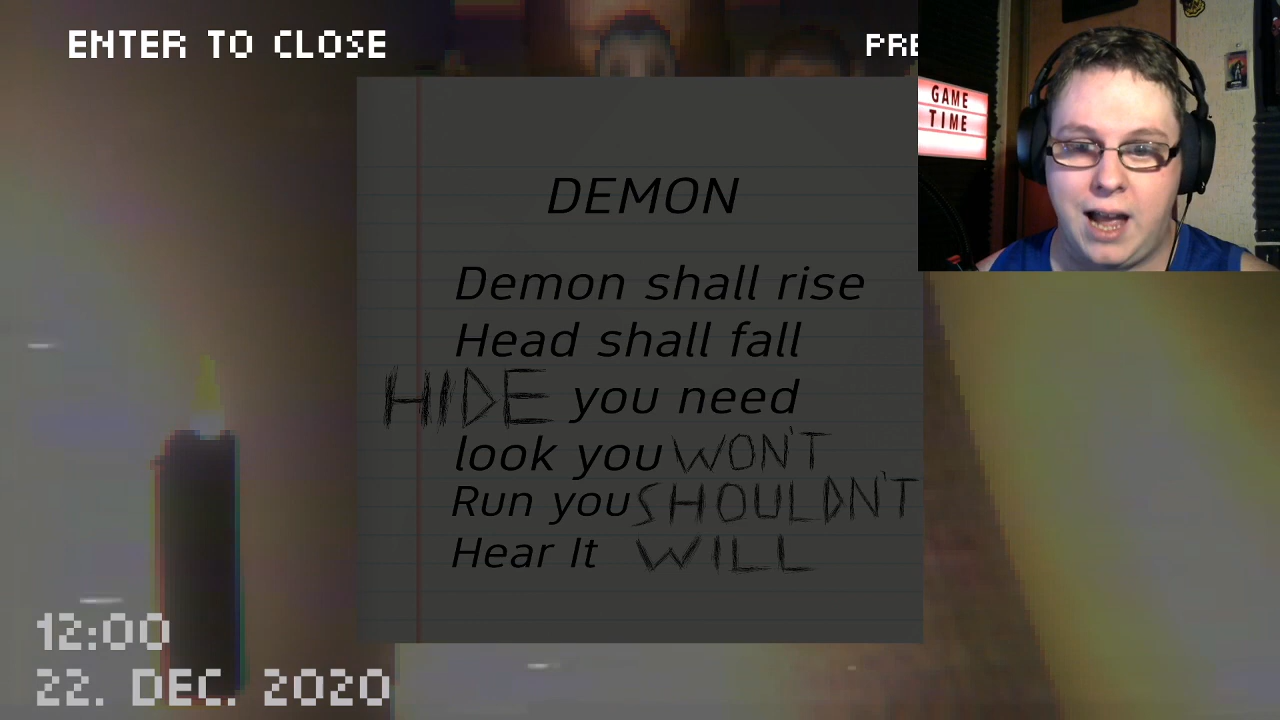 ENTER TO CLOSE
GAME
TIME
DEMON
Demon shall rise
Head shall fall
HIDE you need
look you WON'T
Run you SHOULDN'T
Hear It WILL
12:00
22. DEC. 2020